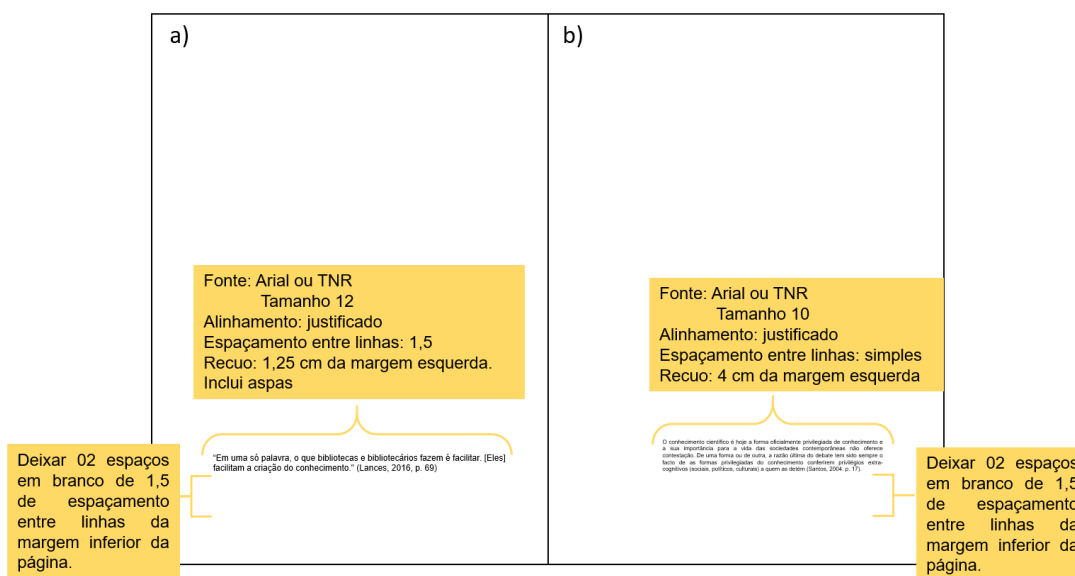 a)
Fonte: Arial ou TNR
Tamanho 12
Alinhamento: justificado
Espaçamento entre linhas: 1,5
Recuo: 1,25 cm da margem esquerda.
Inclui aspas
“Em uma só palavra, o que bibliotecas e bibliotecários fazem é facilitar. [Eles]
facilitam a criação do conhecimento.” (Lances, 2016, p. 69)
Deixar 02 espaços
em branco de 1,5
de espaçamento
entre linhas da
margem inferior da
página.
b)
Fonte: Arial ou TNR
Tamanho 10
Alinhamento: justificado
Espaçamento entre linhas: simples
Recuo: 4 cm da margem esquerda
O conhecimento científico é hoje a forma oficialmente privilegiada de conhecimento e
a sua importância para a vida das sociedades contemporâneas não oferece
contestação. De uma forma ou de outra, a razão última do debate tem sido sempre o
facto de as formas privilegiadas do conhecimento conferirem privilégios extra-
cognitivos (sociais, políticos, culturais) a quem as detém (Santos, 2004. p. 17).
Deixar 02 espaços
em branco de 1,5
de espaçamento
entre linhas da
margem inferior da
página.